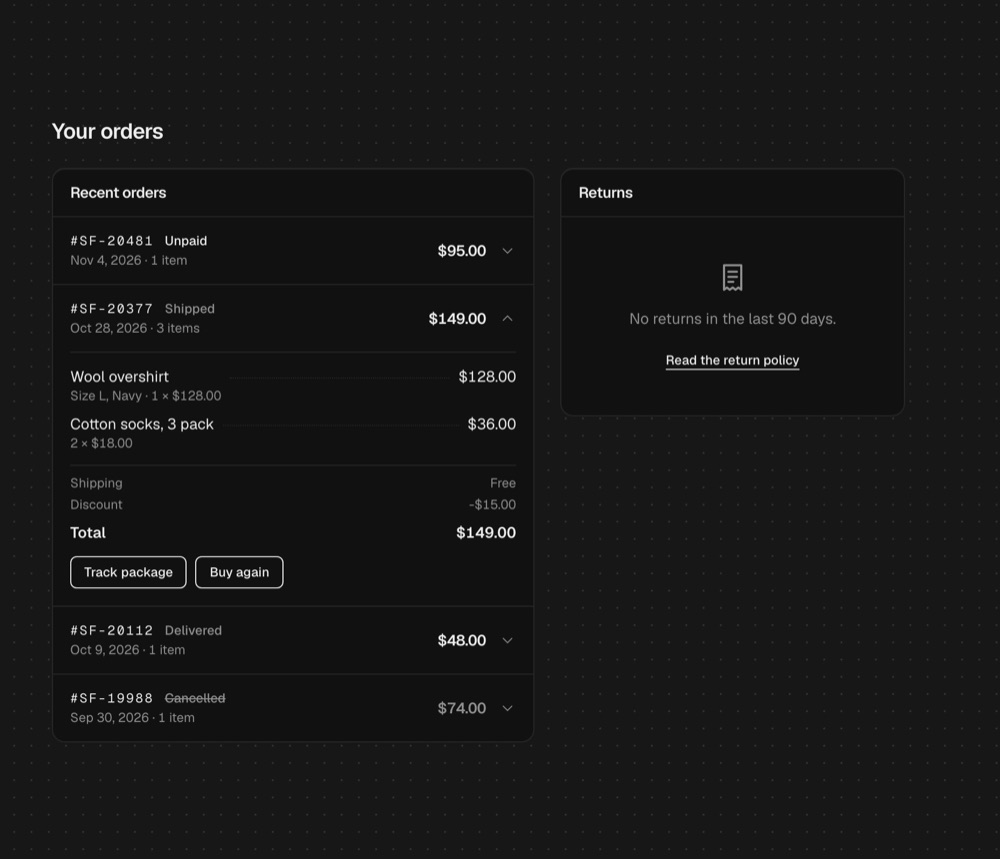 Your orders
Recent orders
#SF-20481 Unpaid
Nov 4, 2026 · 1 item
$95.00
#SF-20377 Shipped
Oct 28, 2026 · 3 items
$149.00
Wool overshirt $128.00
Size L, Navy · 1 × $128.00
Cotton socks, 3 pack $36.00
2 × $18.00
Shipping Free
Discount -$15.00
Total $149.00
Track package Buy again
#SF-20112 Delivered
Oct 9, 2026 · 1 item
$48.00
#SF-19988 Cancelled
Sep 30, 2026 · 1 item
$74.00
Returns
No returns in the last 90 days.
Read the return policy